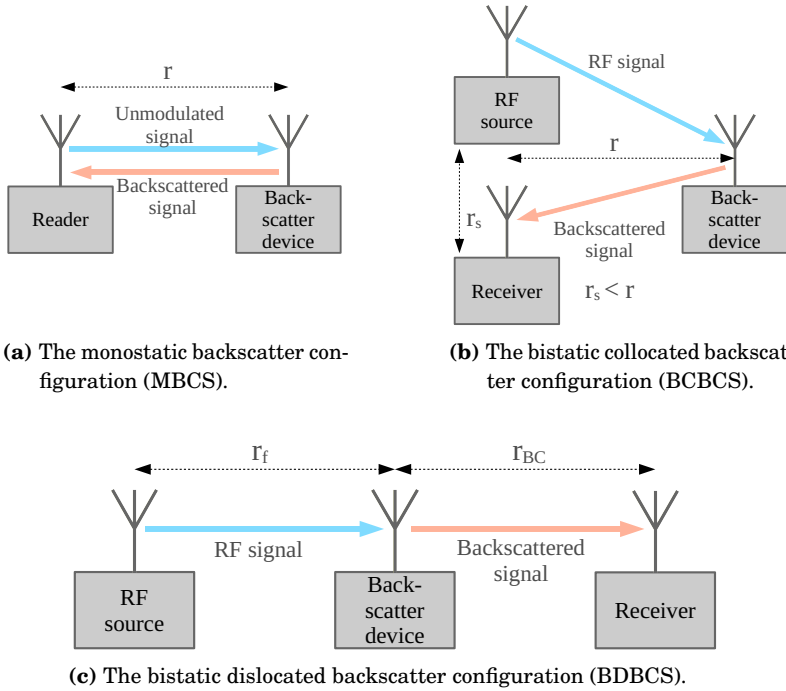 r
Unmodulated
signal
Backscattered
signal
Reader
Back-
scatter
device
(a) The monostatic backscatter con-
figuration (MBCS).
RF signal
RF
source
r
rₛ
Backscattered
signal
Back-
scatter
device
Receiver
rₛ < r
(b) The bistatic collocated backscat-
ter configuration (BCBCS).
r_f
r_BC
RF signal
Backscattered
signal
RF
source
Back-
scatter
device
Receiver
(c) The bistatic dislocated backscatter configuration (BDBCS).